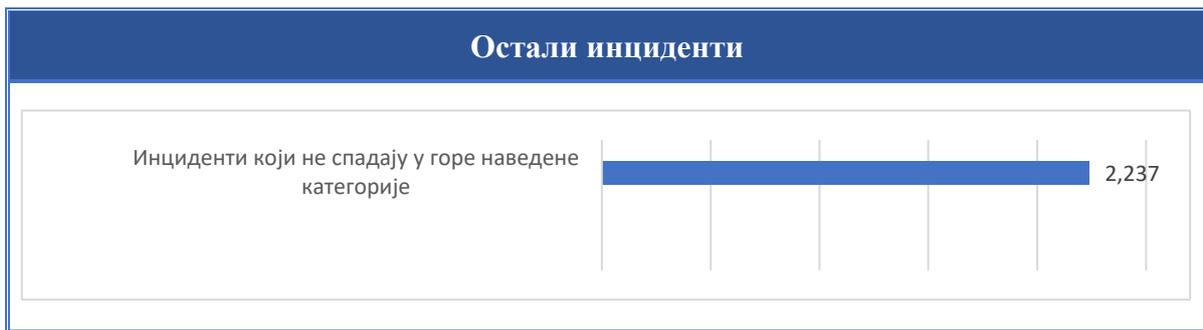 Остали инциденти
Инциденти који не спадају у горе наведене
категорије
2,237